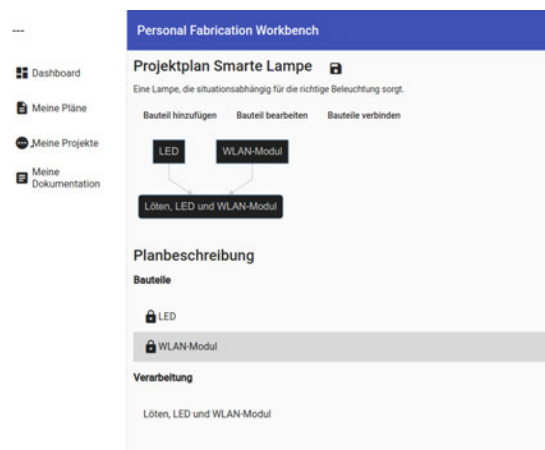 ---
Personal Fabrication Workbench
Dashboard
Meine Pläne
Meine Projekte
Meine
Dokumentation
Projektplan Smarte Lampe
Eine Lampe, die situationsabhängig für die richtige Beleuchtung sorgt.
Bauteil hinzufügen Bauteil bearbeiten Bauteile verbinden
LED WLAN-Modul
Löten, LED und WLAN-Modul
Planbeschreibung
Bauteile
LED
WLAN-Modul
Verarbeitung
Löten, LED und WLAN-Modul